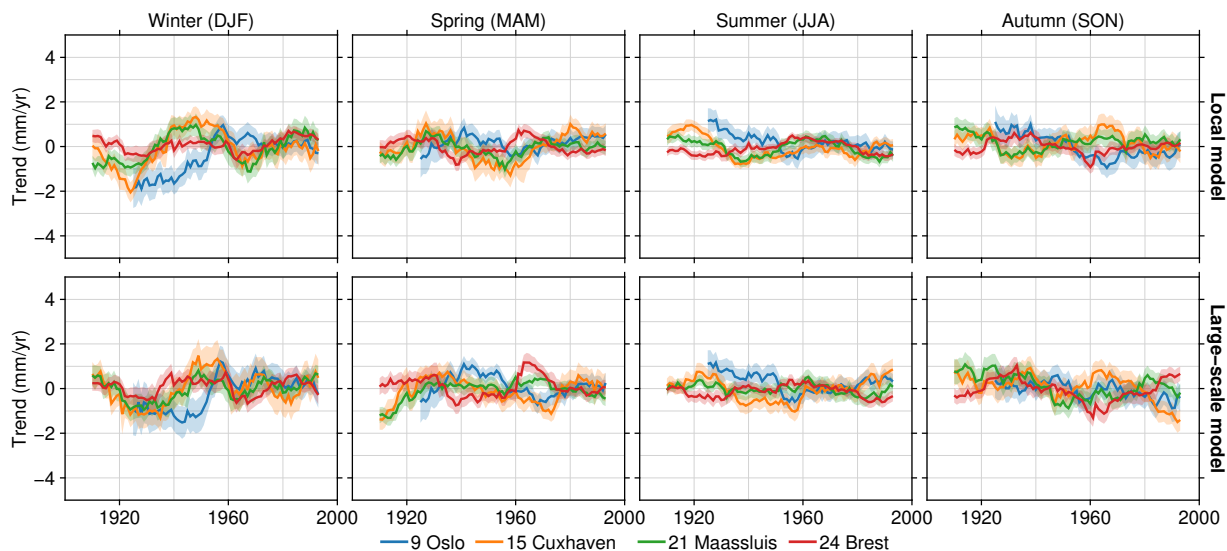 Winter (DJF) Spring (MAM) Summer (JJA) Autumn (SON)
4
2
0
−2
−4
Trend (mm/yr)
Local model
4
2
0
−2
−4
Trend (mm/yr)
Large−scale model
1920 1960 2000 1920 1960 2000 1920 1960 2000 1920 1960 2000
9 Oslo 15 Cuxhaven 21 Maassluis 24 Brest